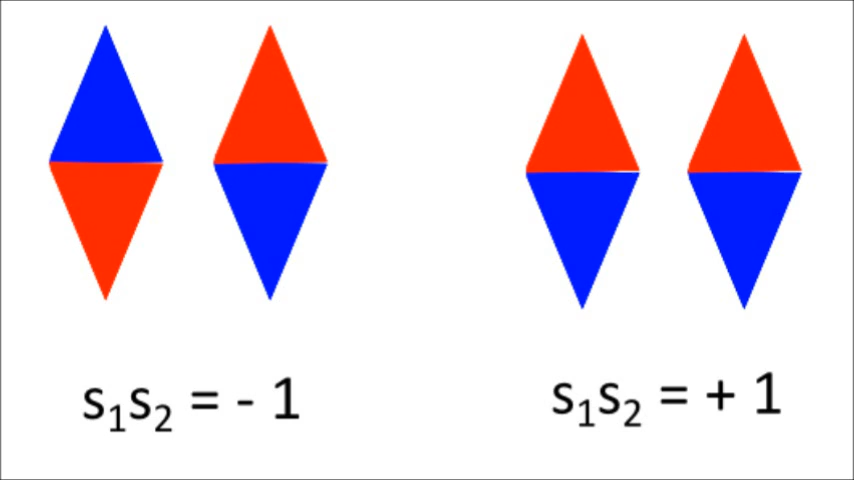 s₁s₂ = - 1
s₁s₂ = + 1